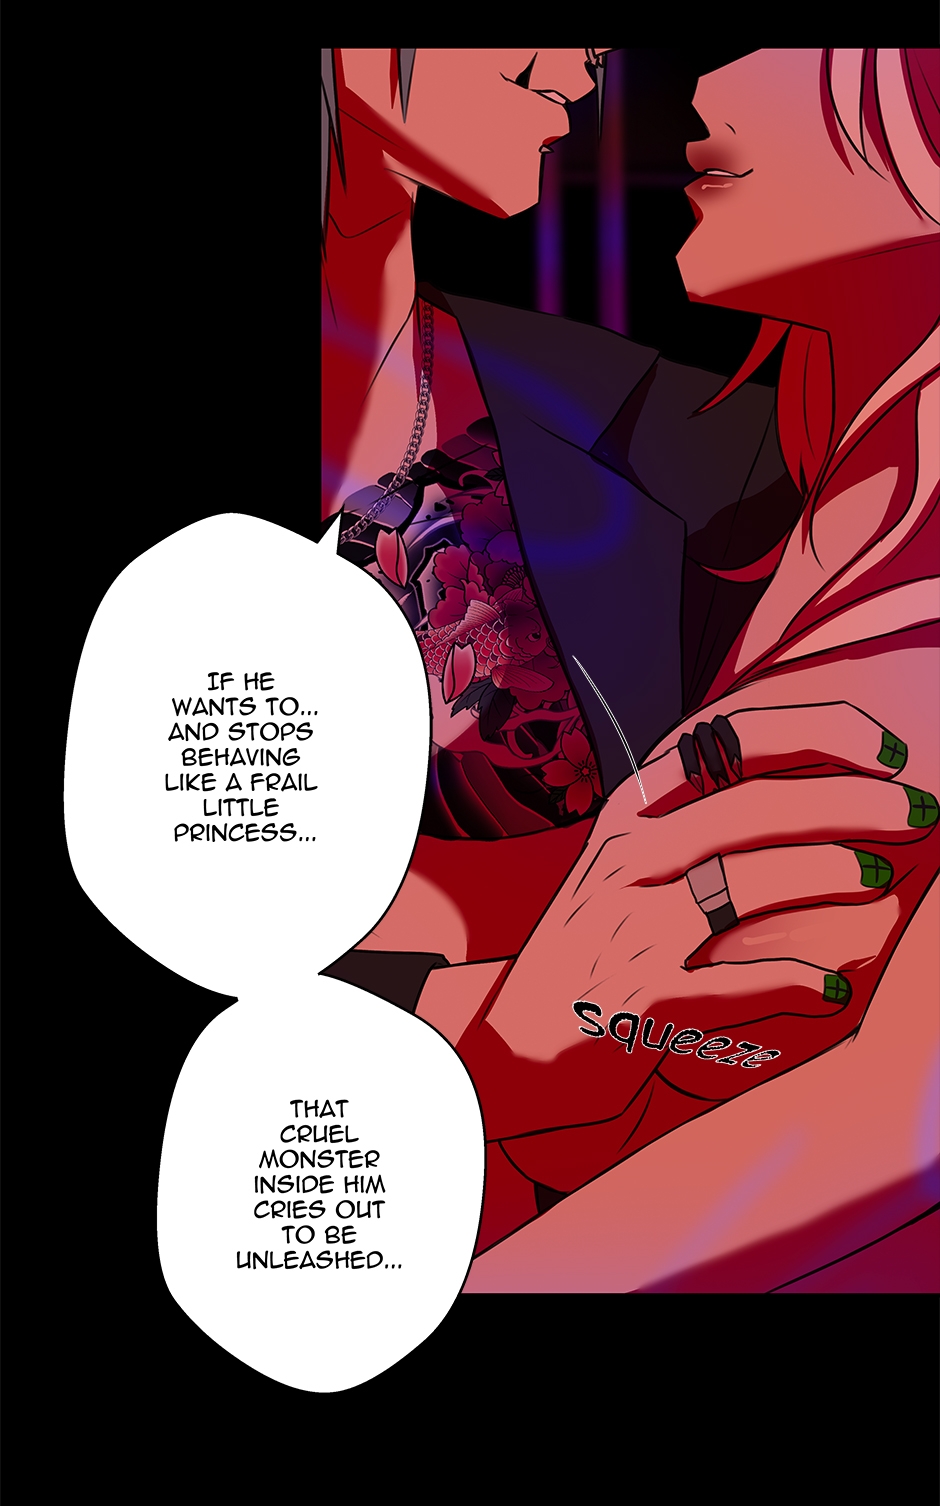 IF HE
WANTS TO...
AND STOPS
BEHAVING
LIKE A FRAIL
LITTLE
PRINCESS...
squeeze
THAT
CRUEL
MONSTER
INSIDE HIM
CRIES OUT
TO BE
UNLEASHED...